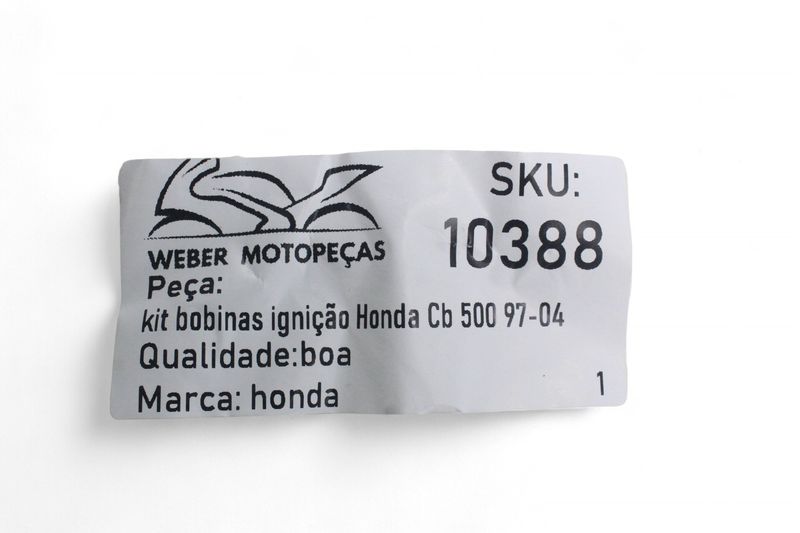 WEBER MOTOPEÇAS
SKU:
10388
Peça:
kit bobinas ignição Honda Cb 500 97-04
Qualidade:boa
Marca: honda
1